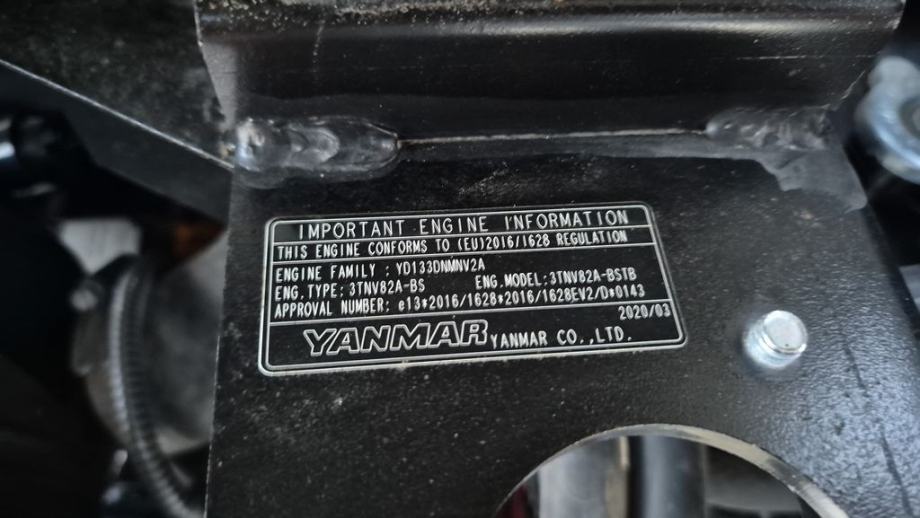 IMPORTANT ENGINE INFORMATION
THIS ENGINE CONFORMS TO (EU)2016/1628 REGULATION
ENGINE FAMILY : YD133DNMNV2A
ENG.TYPE: 3TNV82A-BS ENG.MODEL: 3TNV82A-BSTB
APPROVAL NUMBER: e13*2016/1628*2016/1628EV2/D*0143
2020/03
YANMAR YANMAR CO.,LTD.